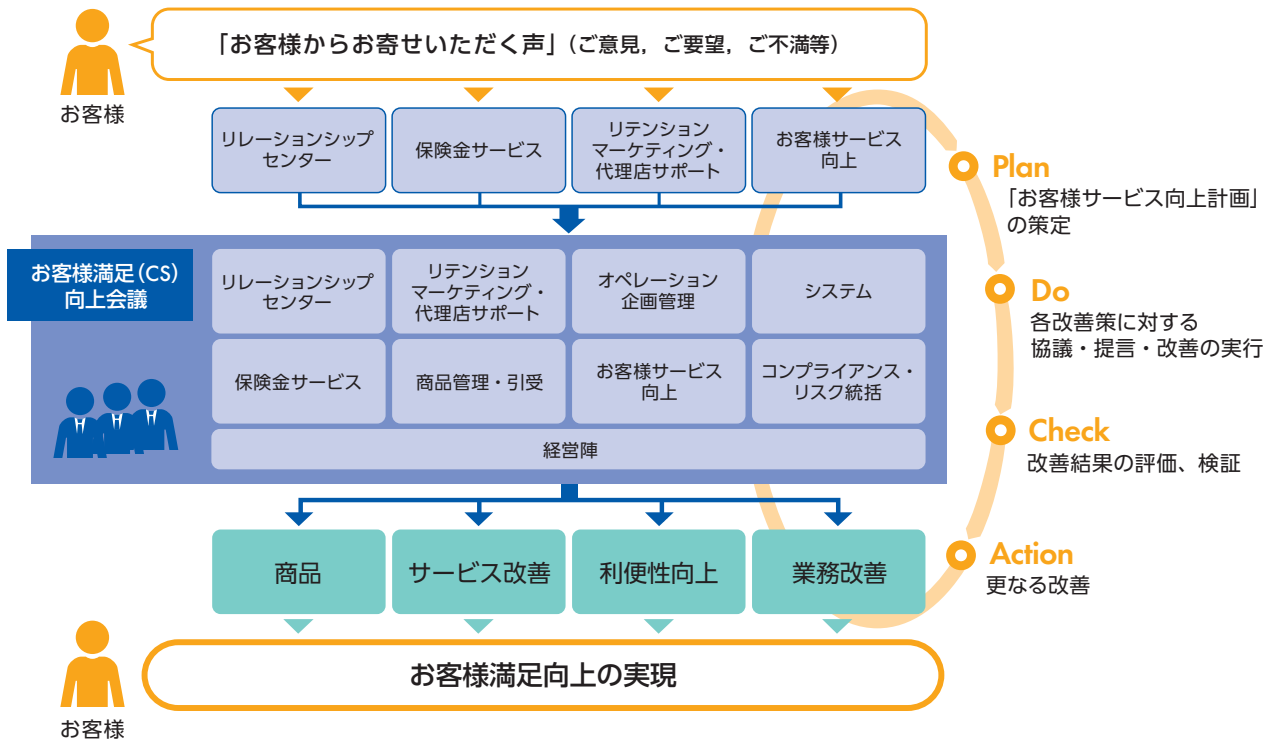 「お客様からお寄せいただく声」(ご意見，ご要望，ご不満等)
お客様
リレーションシップ
センター
保険金サービス
リテンション
マーケティング・
代理店サポート
お客様サービス
向上
Plan
「お客様サービス向上計画」
の策定
お客様満足(CS)
向上会議
リレーションシップ
センター
リテンション
マーケティング・
代理店サポート
オペレーション
企画管理
システム
Do
各改善策に対する
協議・提言・改善の実行
保険金サービス
商品管理・引受
お客様サービス
向上
コンプライアンス・
リスク統括
経営陣
Check
改善結果の評価、検証
商品
サービス改善
利便性向上
業務改善
Action
更なる改善
お客様満足向上の実現
お客様